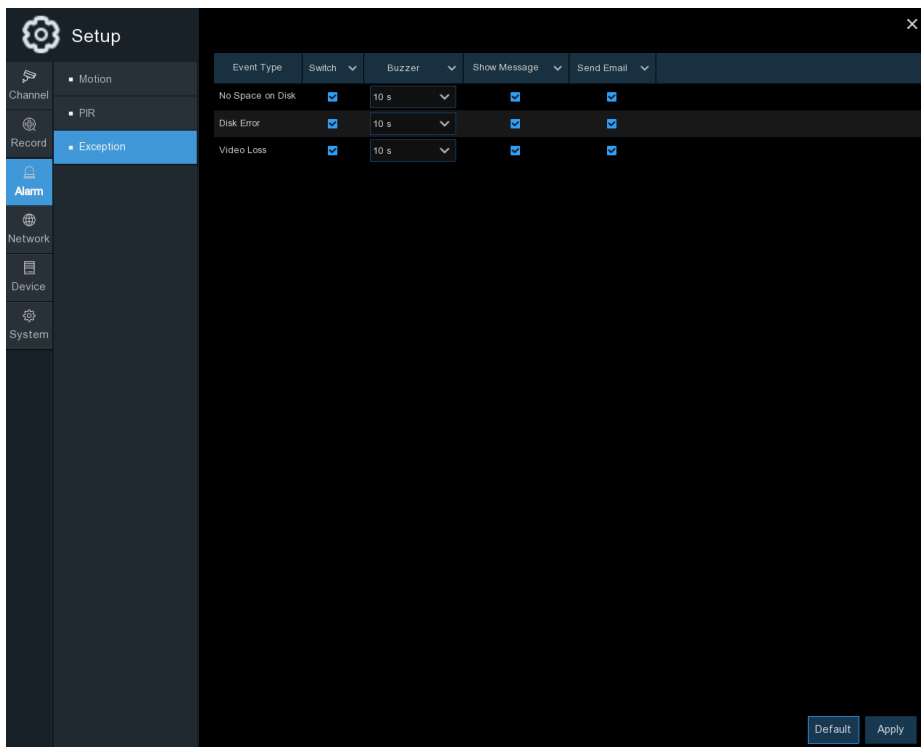 Setup
Channel
Record
Alarm
Network
Device
System
Motion
PIR
Exception
Event Type Switch Buzzer Show Message Send Email
No Space on Disk 10 s
Disk Error 10 s
Video Loss 10 s
Default Apply